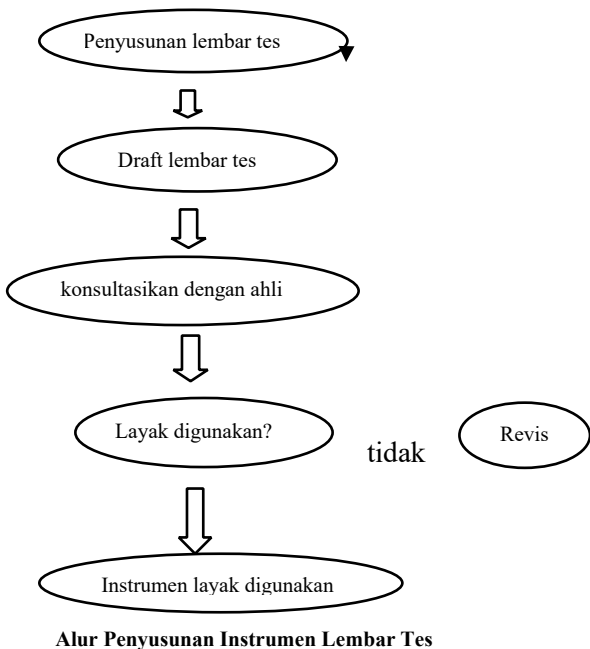 Penyusunan lembar tes
Draft lembar tes
konsultasikan dengan ahli
Layak digunakan?
tidak
Revis
Instrumen layak digunakan
Alur Penyusunan Instrumen Lembar Tes